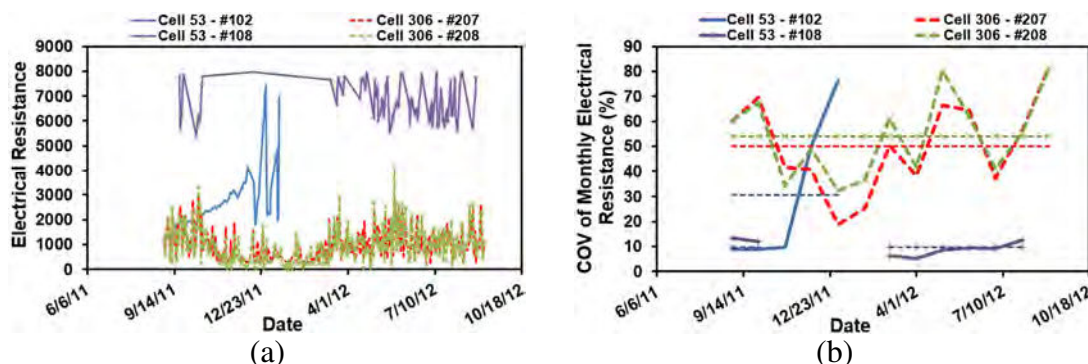 Cell 53 - #102
Cell 306 - #207
Cell 53 - #108
Cell 306 - #208
9000
8000
7000
6000
5000
4000
3000
2000
1000
0
Electrical Resistance
6/6/11
9/14/11
12/23/11
4/1/12
7/10/12
10/18/12
Date
(a)
Cell 53 - #102
Cell 306 - #207
Cell 53 - #108
Cell 306 - #208
90
80
70
60
50
40
30
20
10
0
COV of Monthly Electrical
Resistance (%)
6/6/11
9/14/11
12/23/11
4/1/12
7/10/12
10/18/12
Date
(b)